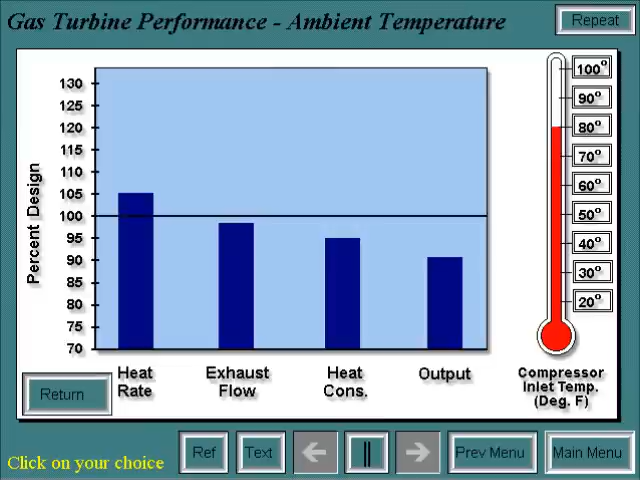 Gas Turbine Performance - Ambient Temperature
Repeat
130
125
120
115
110
105
100
95
90
85
80
75
70
Percent Design
Heat
Rate
Exhaust
Flow
Heat
Cons.
Output
100°
90°
80°
70°
60°
50°
40°
30°
20°
Compressor
Inlet Temp.
(Deg. F)
Return
Click on your choice
Ref
Text
Prev Menu
Main Menu